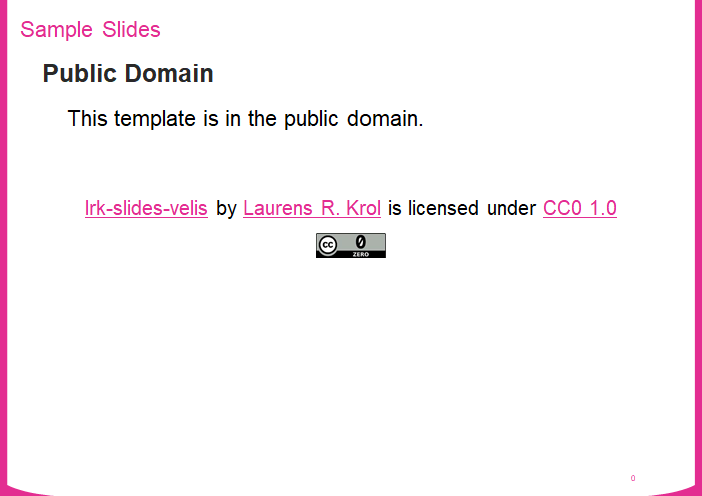 Sample Slides
Public Domain
This template is in the public domain.
lrk-slides-velis by Laurens R. Krol is licensed under CC0 1.0
cc 0
ZERO
0